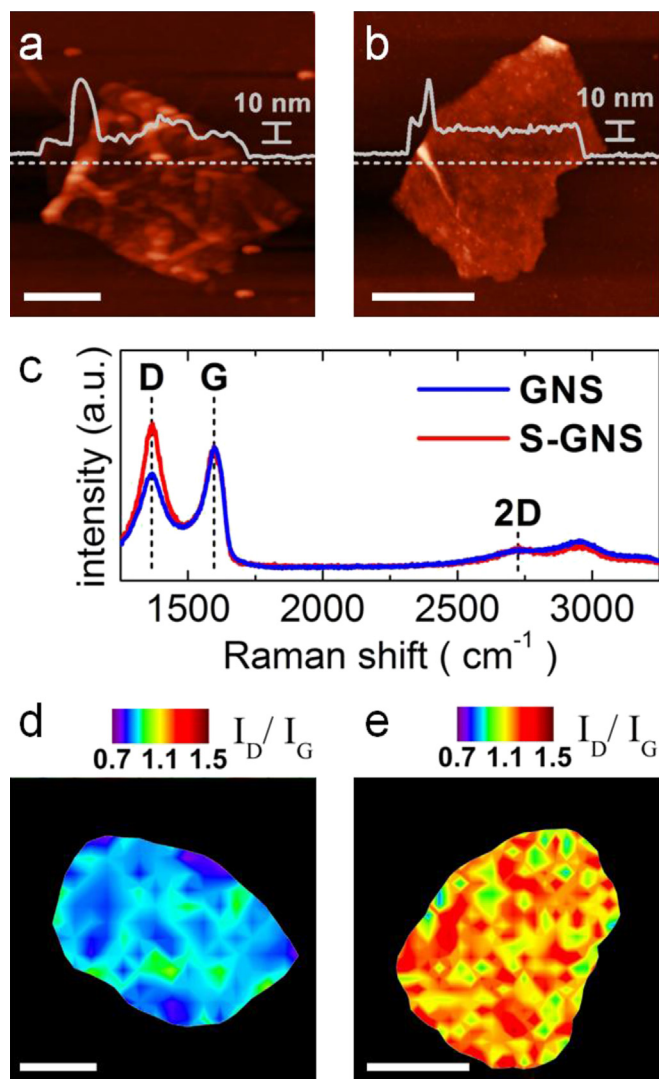 a
b
10 nm
10 nm
c
intensity (a.u.)
D
G
GNS
S-GNS
2D
1500 2000 2500 3000
Raman shift ( cm⁻¹ )
d
0.7 1.1 1.5
I_D / I_G
e
0.7 1.1 1.5
I_D / I_G